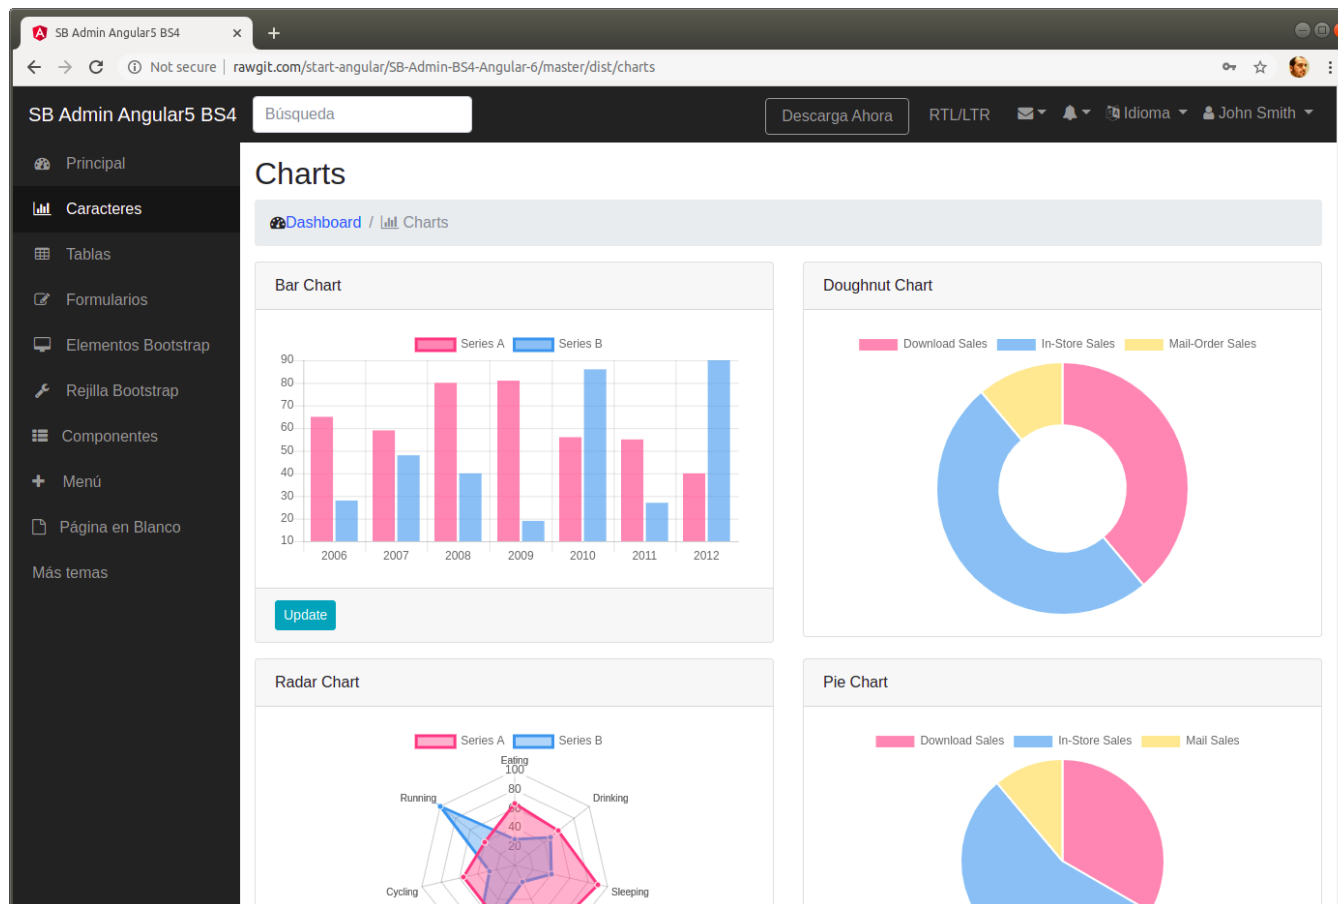 SB Admin Angular5 BS4
Not secure | rawgit.com/start-angular/SB-Admin-BS4-Angular-6/master/dist/charts
SB Admin Angular5 BS4
Búsqueda
Descarga Ahora
RTL/LTR
Idioma
John Smith
Principal
Caracteres
Tablas
Formularios
Elementos Bootstrap
Rejilla Bootstrap
Componentes
Menú
Página en Blanco
Más temas
Charts
Dashboard / Charts
Bar Chart
Series A Series B
90
80
70
60
50
40
30
20
10
2006 2007 2008 2009 2010 2011 2012
Update
Doughnut Chart
Download Sales In-Store Sales Mail-Order Sales
Radar Chart
Series A Series B
Eating
100
80
60
40
20
Running
Drinking
Cycling
Sleeping
Pie Chart
Download Sales In-Store Sales Mail Sales